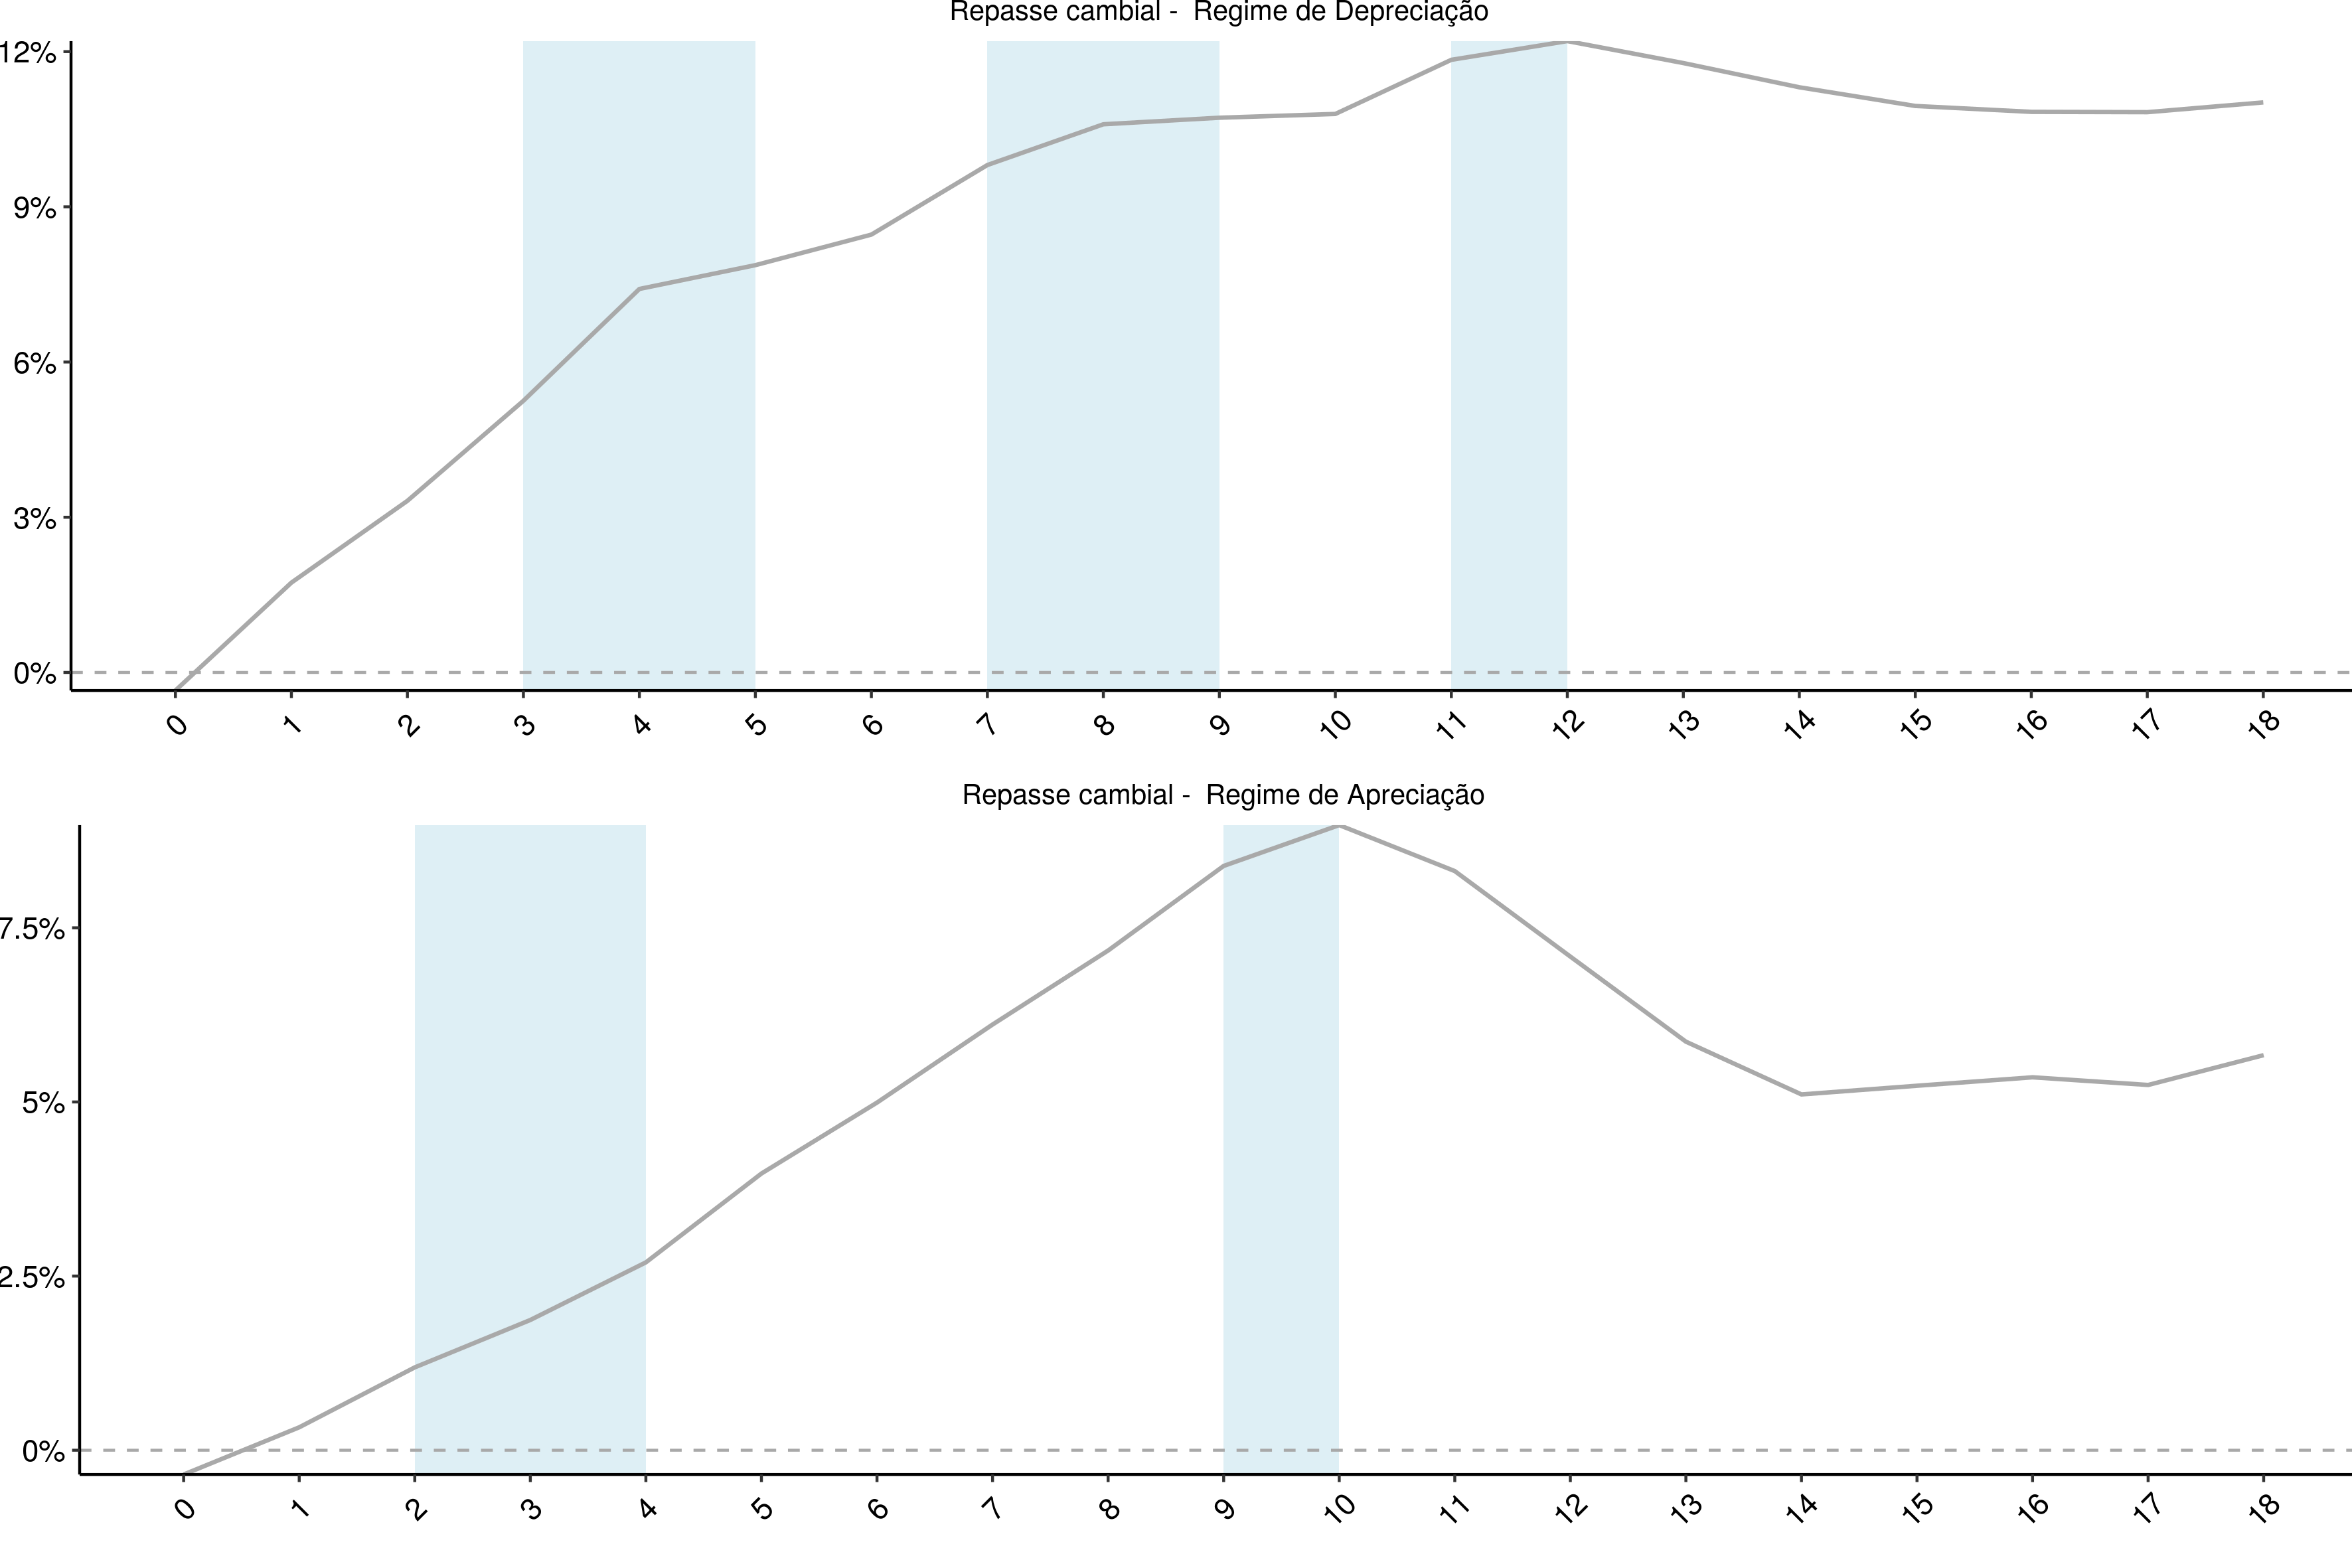 Repasse cambial -  Regime de Depreciação
12%
9%
6%
3%
0%
0 1 2 3 4 5 6 7 8 9 10 11 12 13 14 15 16 17 18
Repasse cambial -  Regime de Apreciação
7.5%
5%
2.5%
0%
0 1 2 3 4 5 6 7 8 9 10 11 12 13 14 15 16 17 18